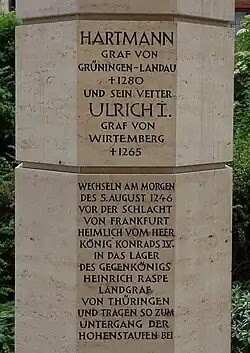 HARTMANN
GRAF VON
GRÜNINGEN-LANDAU
+1280
UND SEIN VETTER
ULRICH I.
GRAF VON
WIRTEMBERG
+1265
WECHSELN AM MORGEN
DES 5. AUGUST 1246
VOR DER SCHLACHT
VON FRANKFURT
HEIMLICH VOM HEER
KÖNIG KONRADS IV.
IN DAS LAGER
DES GEGENKÖNIGS
HEINRICH RASPE
LANDGRAF
VON THÜRINGEN
UND TRAGEN SO ZUM
UNTERGANG DER
HOHENSTAUFEN BEI